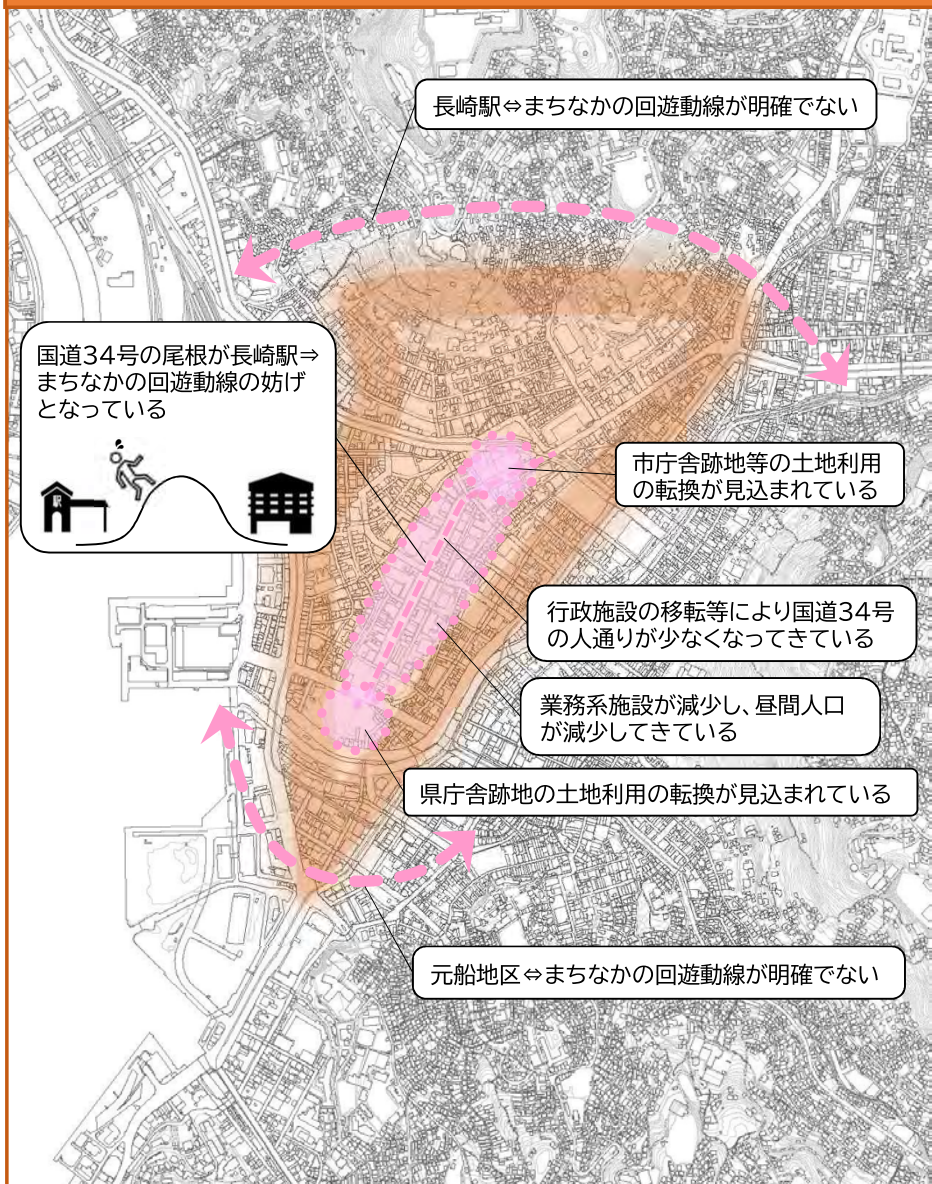 長崎駅⇔まちなかの回遊動線が明確でない
国道34号の尾根が長崎駅⇒
まちなかの回遊動線の妨げ
となっている
駅
市庁舎跡地等の土地利用
の転換が見込まれている
行政施設の移転等により国道34号
の人通りが少なくなってきている
業務系施設が減少し、昼間人口
が減少してきている
県庁舎跡地の土地利用の転換が見込まれている
元船地区⇔まちなかの回遊動線が明確でない